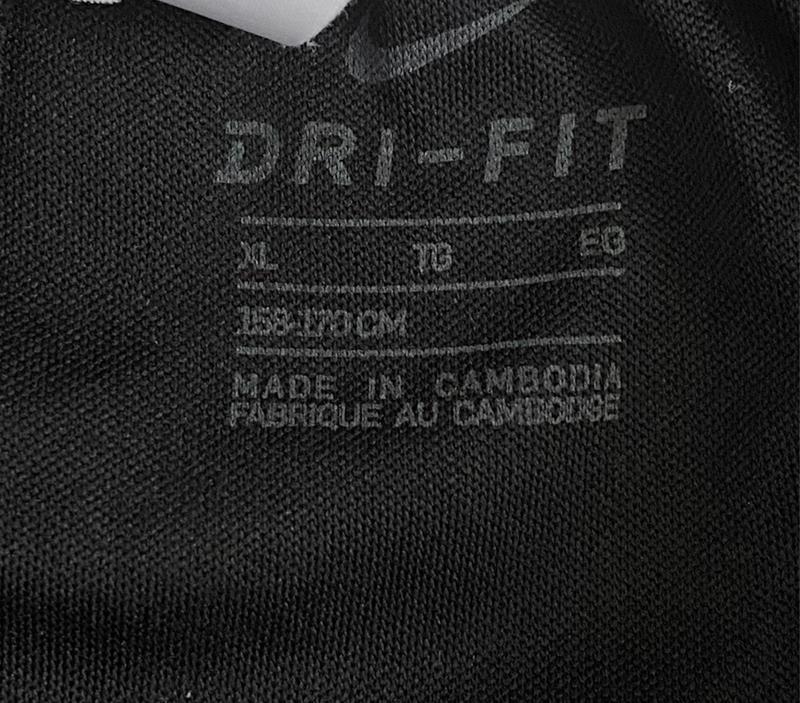 DRI-FIT
XL TG EG
158-170 CM
MADE IN CAMBODIA
FABRIQUE AU CAMBODGE